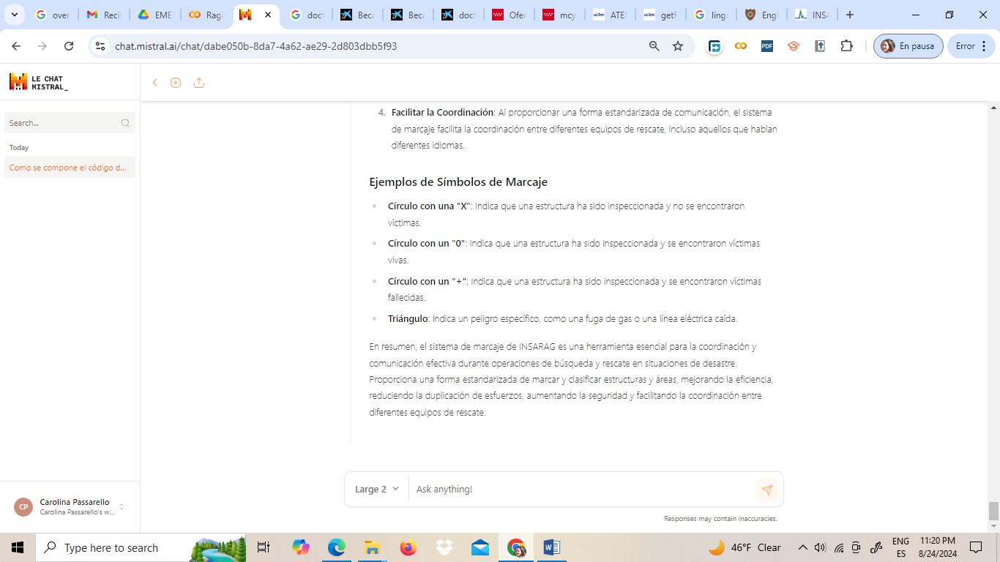 over
Reci
EME
Rag
doct
Beca
Beca
doct
Ofer
mcy
ATEI
getF
ling
Engl
INSA
chat.mistral.ai/chat/dabe050b-8da7-4a62-ae29-2d803dbb5f93
PDF
En pausa
Error
LE CHAT
MISTRAL_
Search...
Today
Como se compone el código d...
4. Facilitar la Coordinación: Al proporcionar una forma estandarizada de comunicación, el sistema
de marcaje facilita la coordinación entre diferentes equipos de rescate, incluso aquellos que hablan
diferentes idiomas.
Ejemplos de Símbolos de Marcaje
Círculo con una "X": Indica que una estructura ha sido inspeccionada y no se encontraron
víctimas.
Círculo con un "0": Indica que una estructura ha sido inspeccionada y se encontraron víctimas
vivas.
Círculo con un "+": Indica que una estructura ha sido inspeccionada y se encontraron víctimas
fallecidas.
Triángulo: Indica un peligro específico, como una fuga de gas o una línea eléctrica caída.
En resumen, el sistema de marcaje de INSARAG es una herramienta esencial para la coordinación y
comunicación efectiva durante operaciones de búsqueda y rescate en situaciones de desastre.
Proporciona una forma estandarizada de marcar y clasificar estructuras y áreas, mejorando la eficiencia,
reduciendo la duplicación de esfuerzos, aumentando la seguridad y facilitando la coordinación entre
diferentes equipos de rescate.
Large 2
Ask anything!
Responses may contain inaccuracies.
CP
Carolina Passarello
Carolina Passarello's w...
Type here to search
46°F Clear
ENG
ES
11:20 PM
8/24/2024